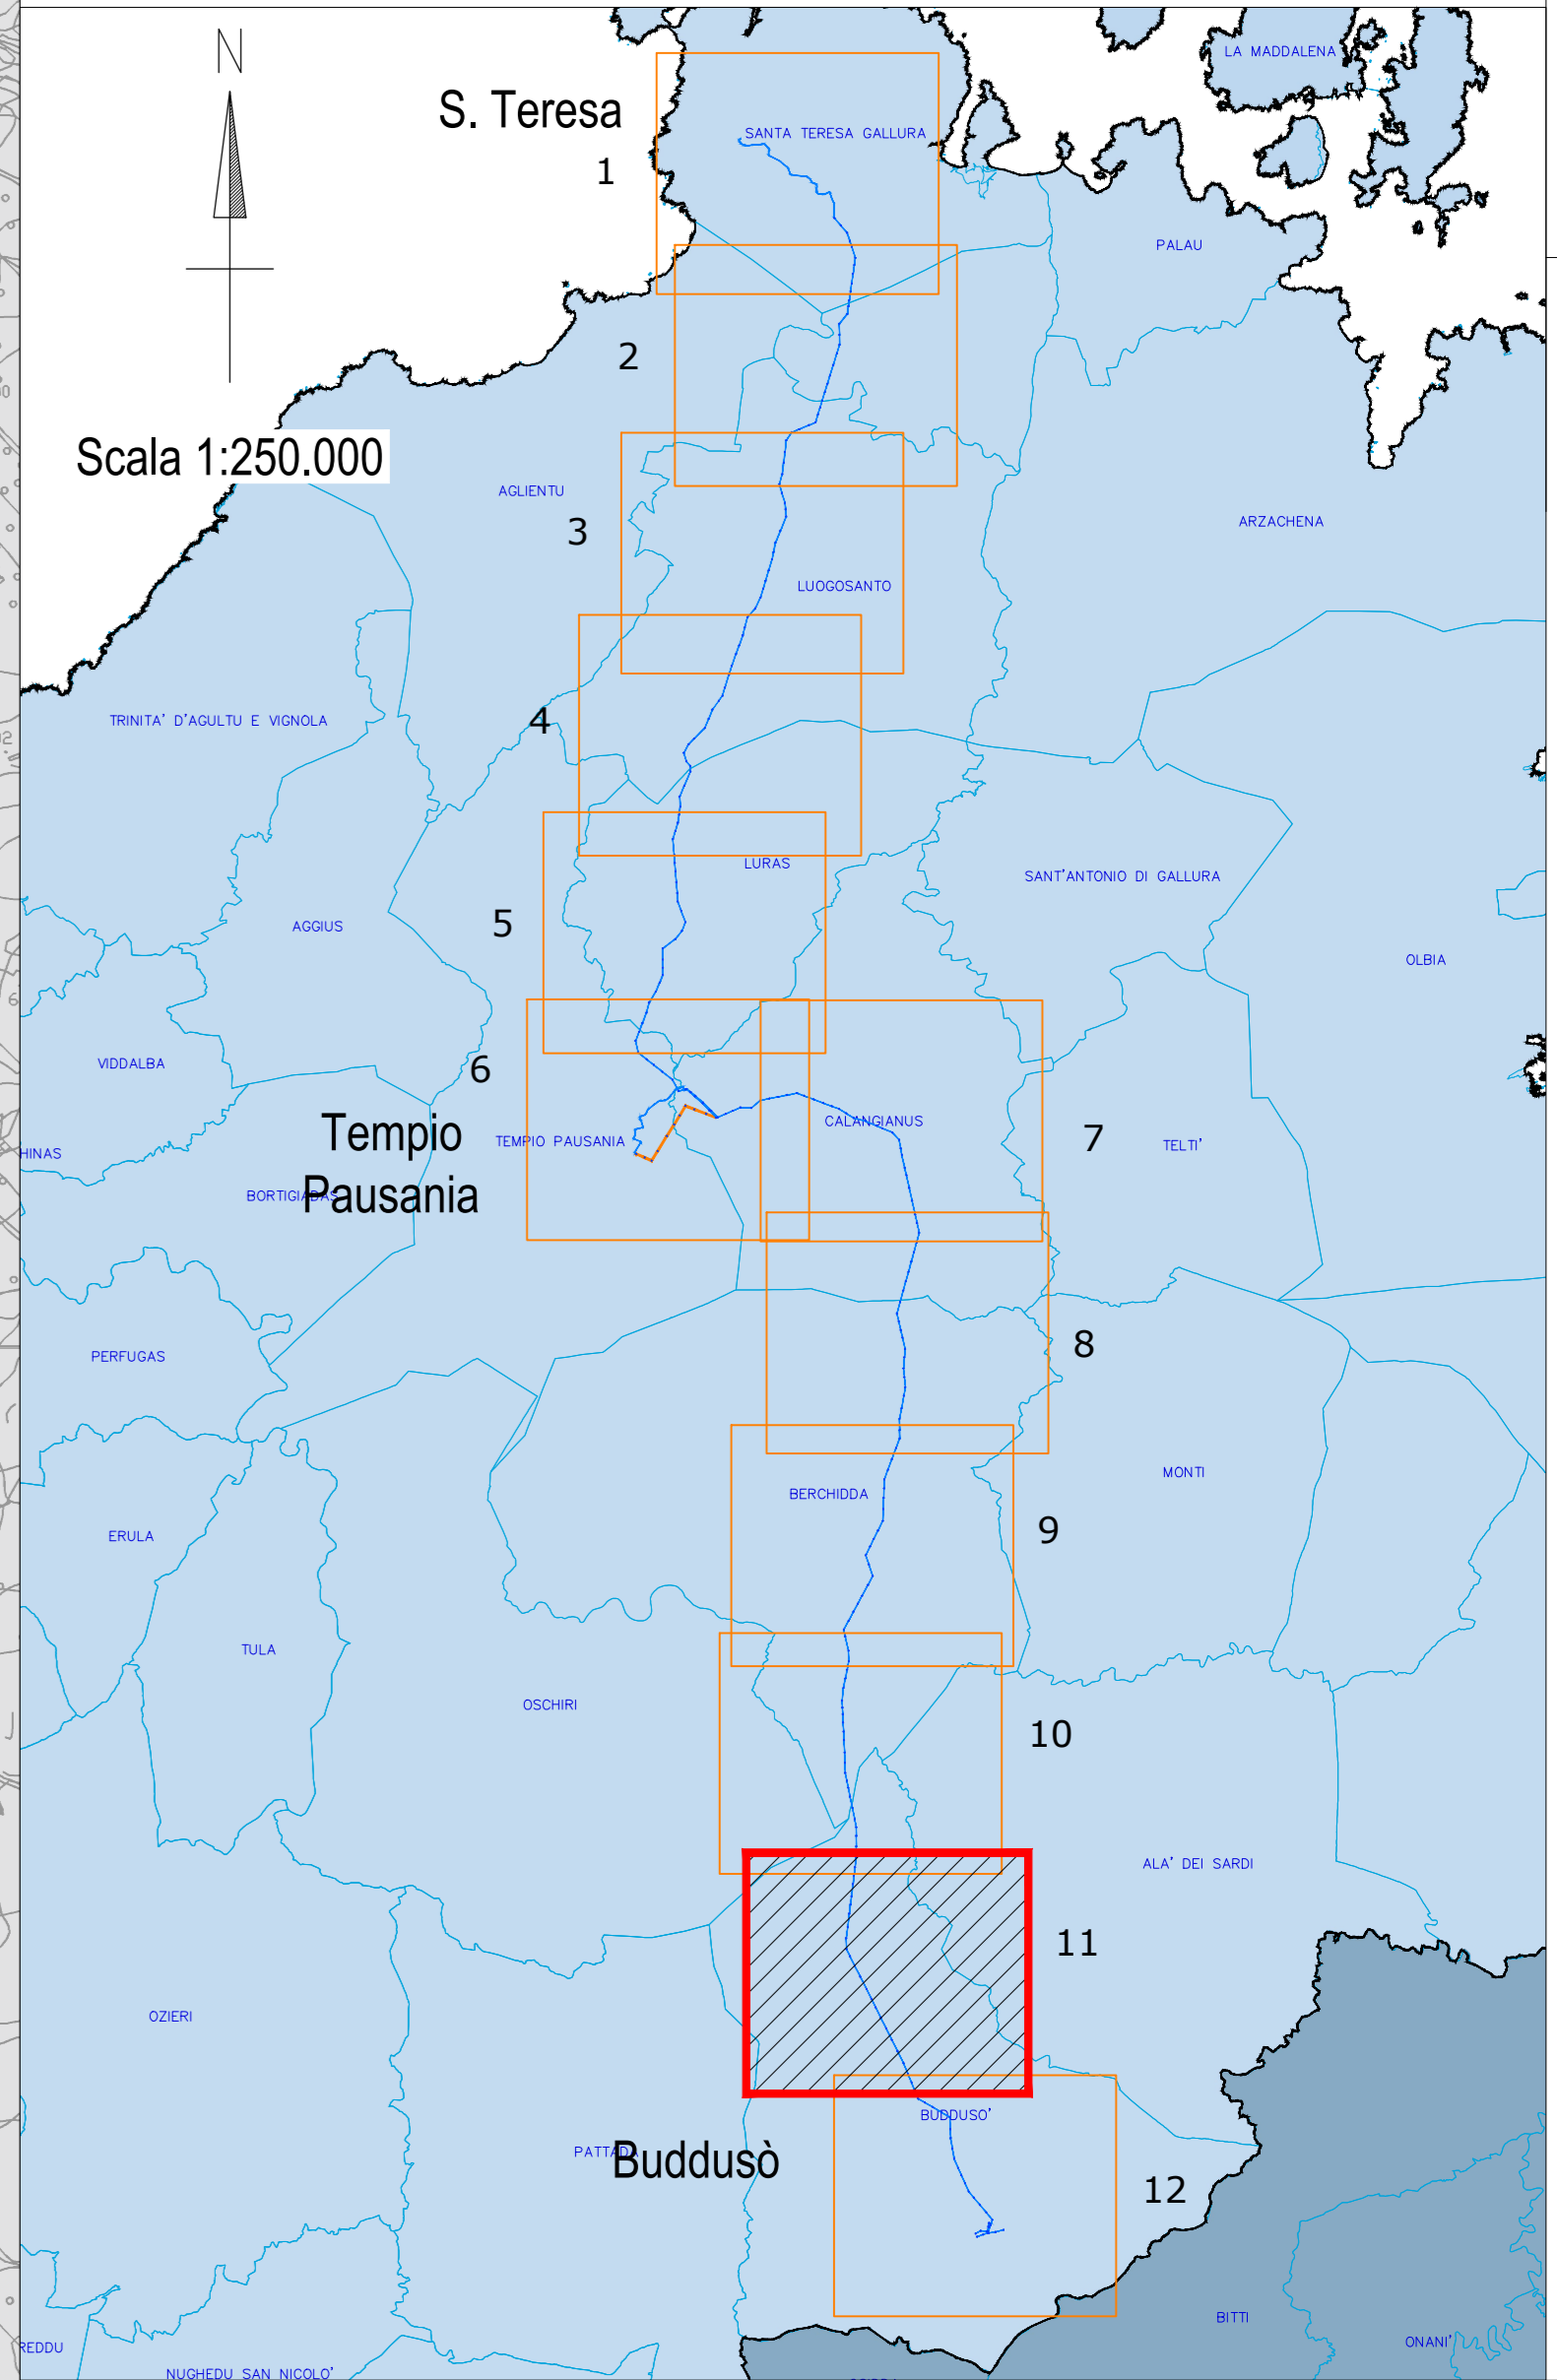 N
LA MADDALENA
S. Teresa
SANTA TERESA GALLURA
1
PALAU
2
Scala 1:250.000
AGLIENTU
3
ARZACHENA
LUOGOSANTO
TRINITA' D'AGULTU E VIGNOLA
4
LURAS
SANT'ANTONIO DI GALLURA
5
AGGIUS
OLBIA
VIDDALBA
6
CALANGIANUS
Tempio
TEMPIO PAUSANIA
7
TELTI'
HINAS
BORTIGIADAS
Pausania
8
PERFUGAS
MONTI
BERCHIDDA
9
ERULA
TULA
OSCHIRI
10
ALA' DEI SARDI
11
OZIERI
BUDDUSO'
PATTADA
Buddusò
12
BITTI
ONANI'
REDDU
NUGHEDU SAN NICOLO'